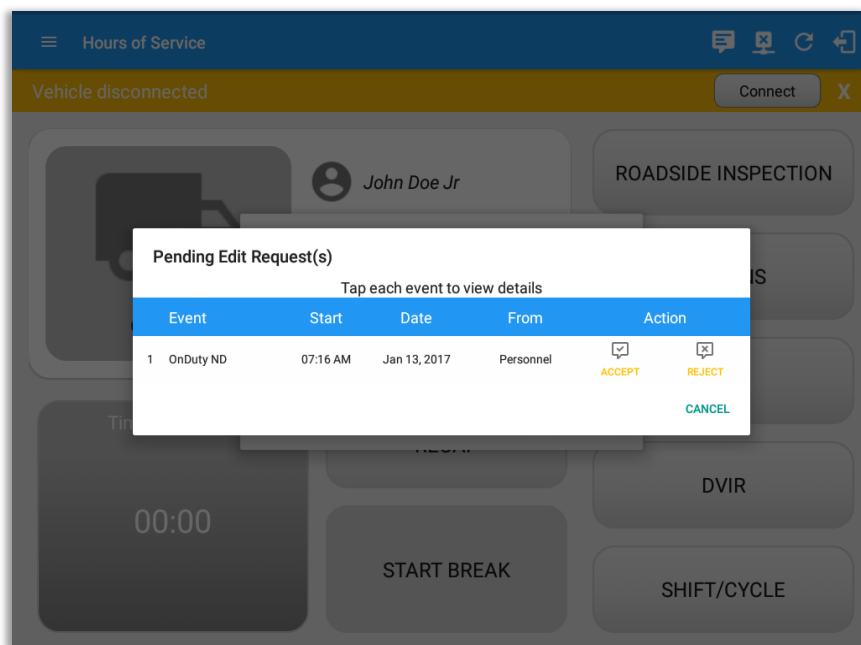 Hours of Service
Vehicle disconnected
Connect X
John Doe Jr
ROADSIDE INSPECTION
Pending Edit Request(s)
Tap each event to view details
Event Start Date From Action
1 OnDuty ND 07:16 AM Jan 13, 2017 Personnel
ACCEPT REJECT
CANCEL
DVIR
00:00
START BREAK
SHIFT/CYCLE